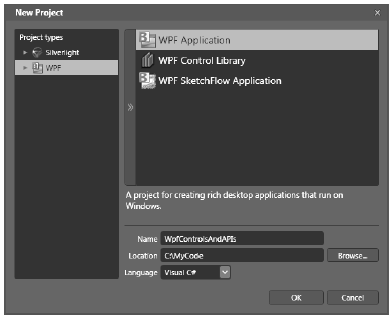 New Project
Project types
Silverlight
WPF
WPF Application
WPF Control Library
WPF SketchFlow Application
A project for creating rich desktop applications that run on
Windows.
Name WpfControlsAndAPIs
Location C:\MyCode Browse...
Language Visual C#
OK Cancel